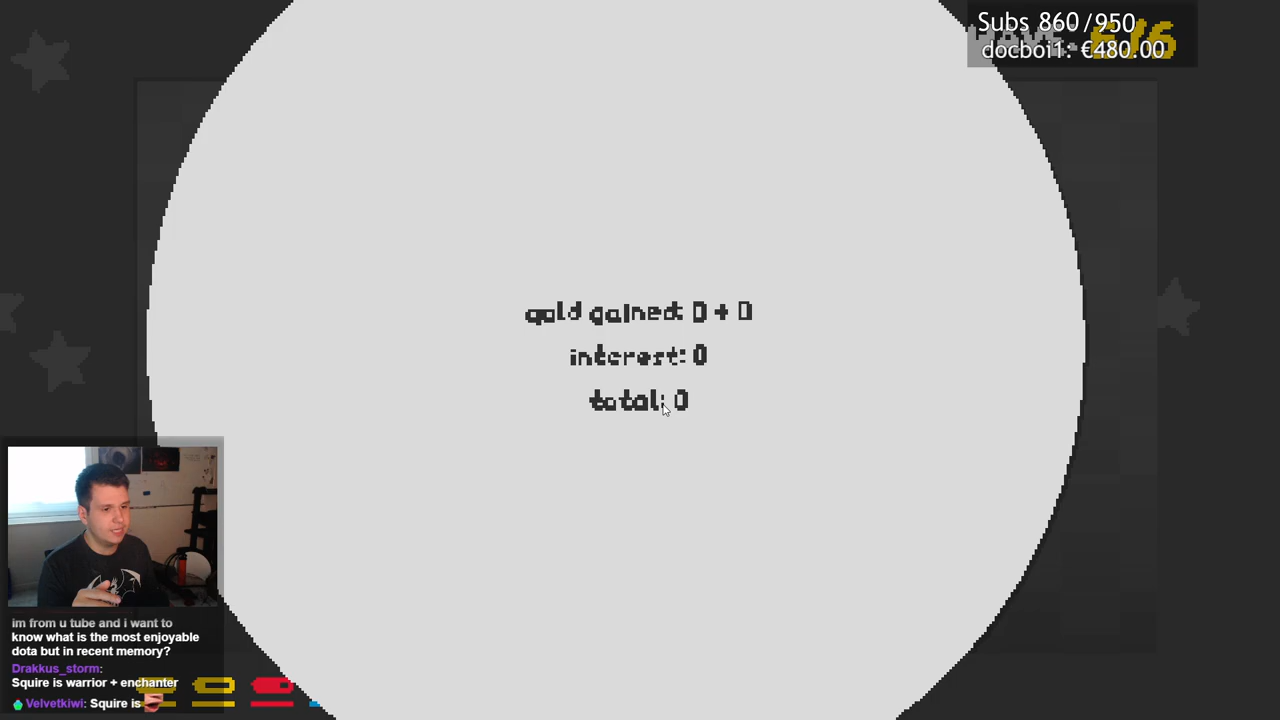 Subs 860/950
6/6
docboi1: €480.00
gold gained: 0 + 0
interest: 0
total: 0
im from u tube and i want to
know what is the most enjoyable
dota but in recent memory?
Drakkus_storm:
Squire is warrior + enchanter
Velvetkiwi: Squire is